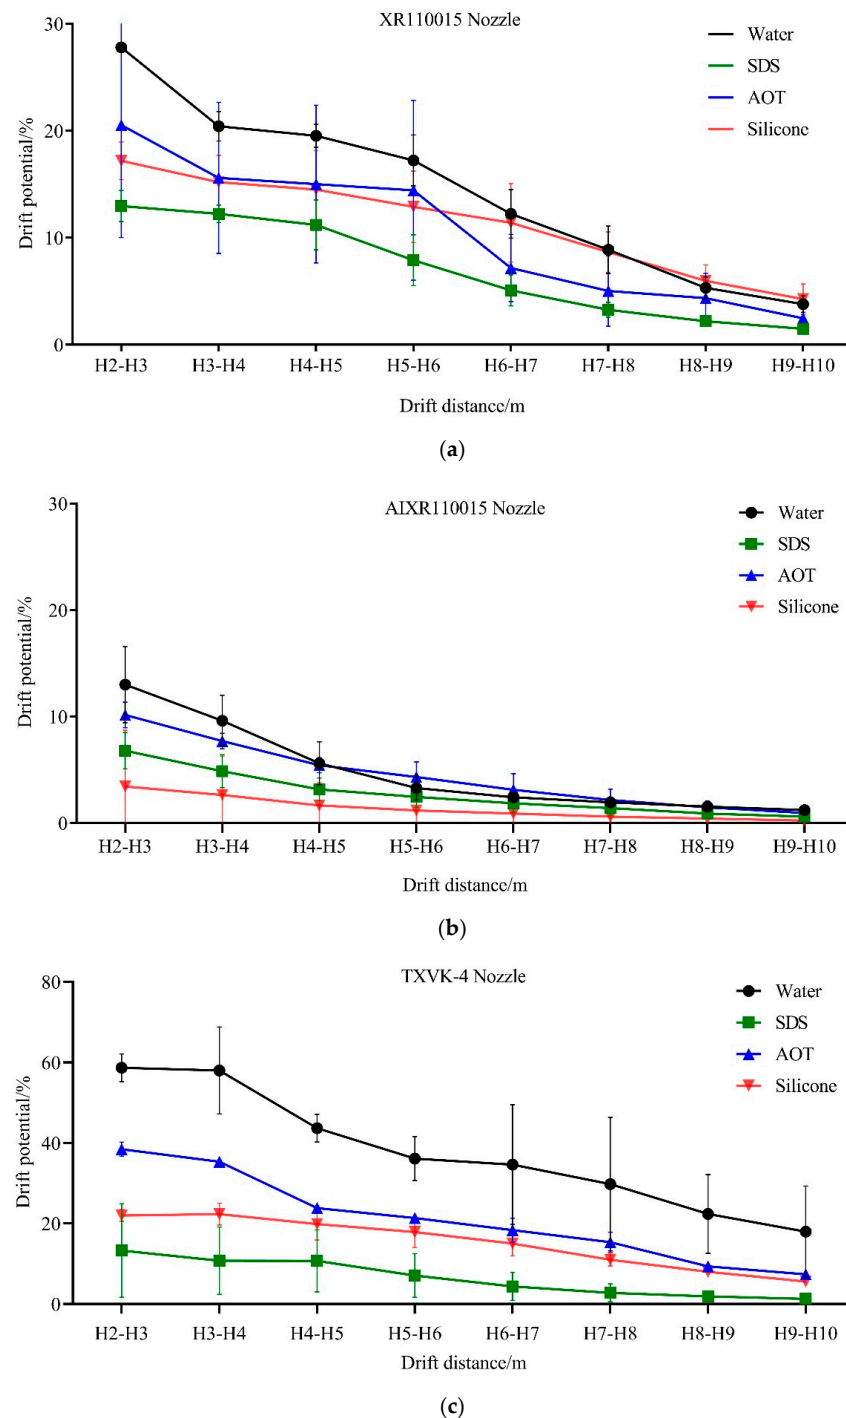 XR110015 Nozzle
Drift potential/%
30
20
10
0
Water
SDS
AOT
Silicone
H2-H3 H3-H4 H4-H5 H5-H6 H6-H7 H7-H8 H8-H9 H9-H10
Drift distance/m
(a)
AIXR110015 Nozzle
Drift potential/%
30
20
10
0
Water
SDS
AOT
Silicone
H2-H3 H3-H4 H4-H5 H5-H6 H6-H7 H7-H8 H8-H9 H9-H10
Drift distance/m
(b)
TXVK-4 Nozzle
Drift potential/%
80
60
40
20
0
Water
SDS
AOT
Silicone
H2-H3 H3-H4 H4-H5 H5-H6 H6-H7 H7-H8 H8-H9 H9-H10
Drift distance/m
(c)